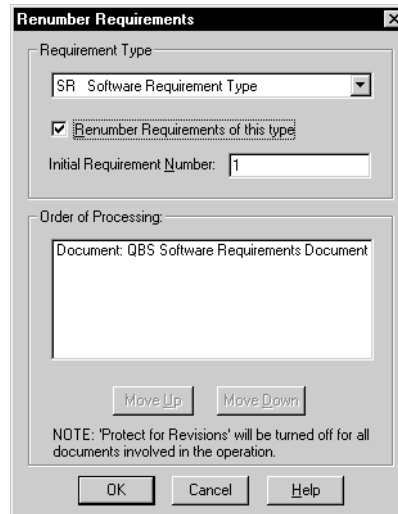 Renumber Requirements
Requirement Type
SR Software Requirement Type
Renumber Requirements of this type
Initial Requirement Number: 1
Order of Processing:
Document: QBS Software Requirements Document
Move Up Move Down
NOTE: 'Protect for Revisions' will be turned off for all
documents involved in the operation.
OK Cancel Help